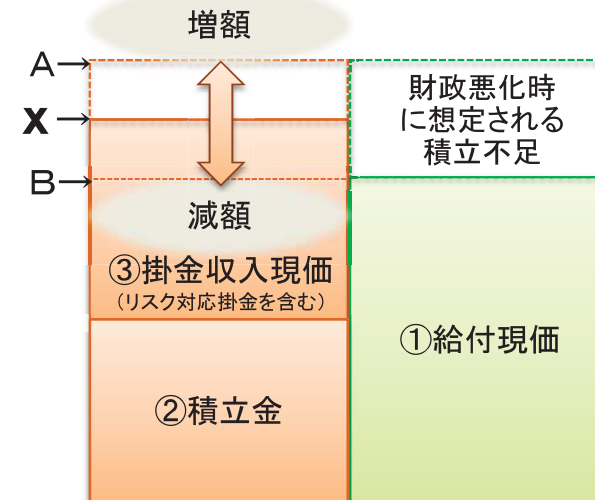 増額
A
X
B
財政悪化時
に想定される
積立不足
減額
③掛金収入現価
（リスク対応掛金を含む）
①給付現価
②積立金